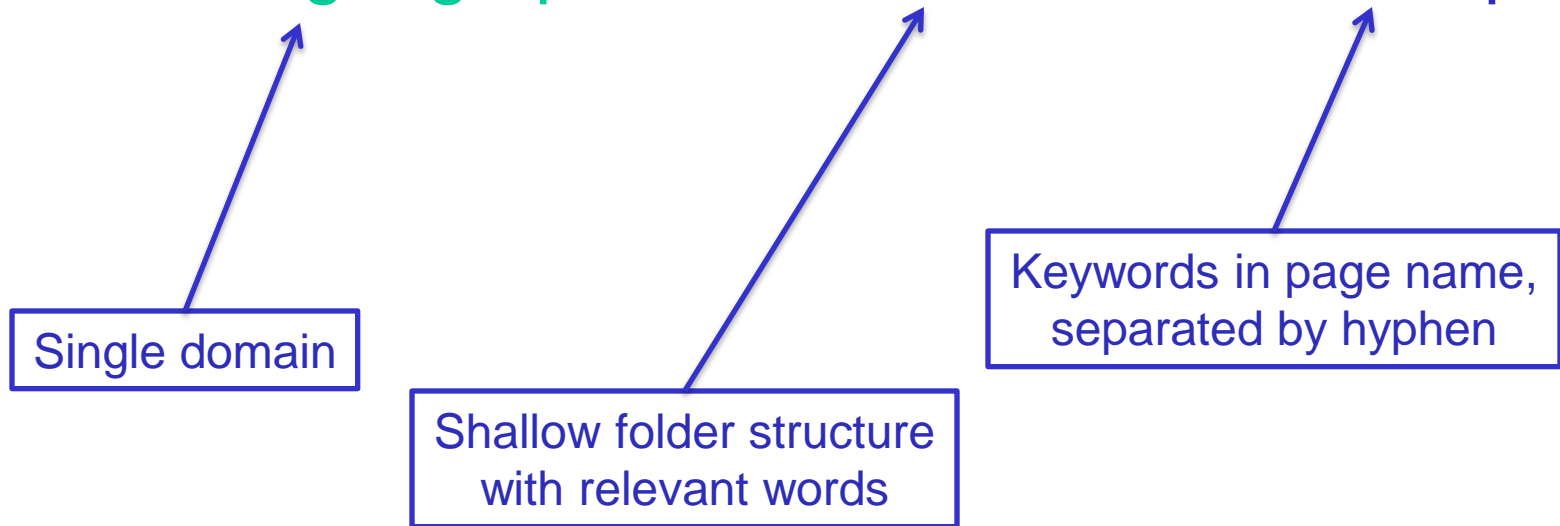 Single domain
Shallow folder structure
with relevant words
Keywords in page name,
separated by hyphen